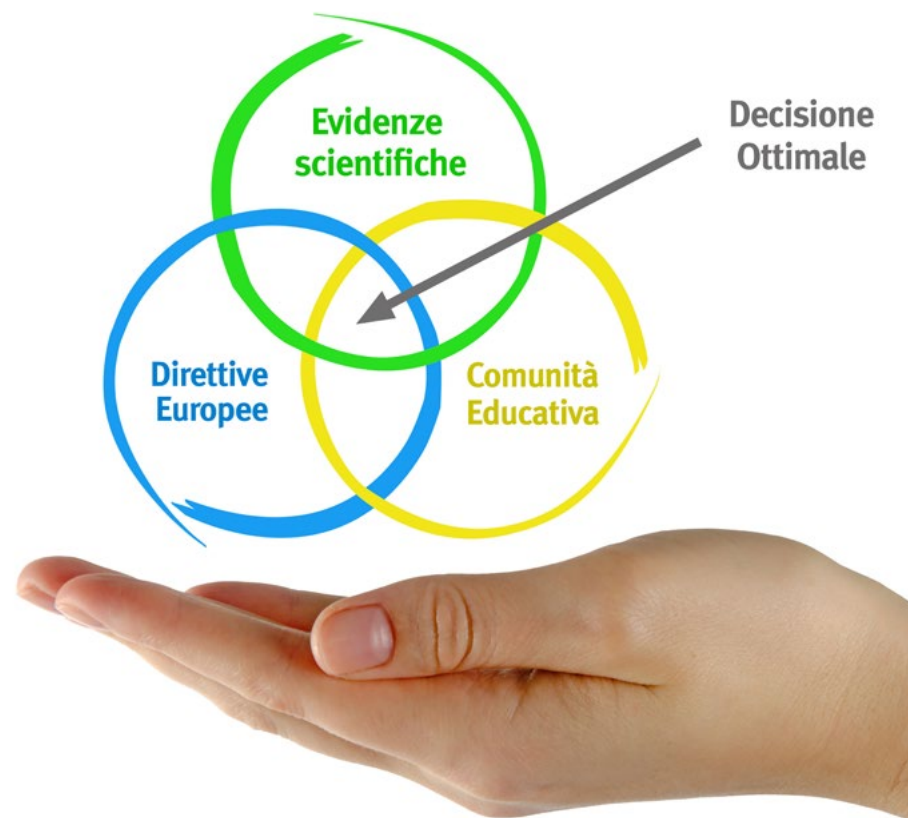 Evidenze
scientifiche
Decisione
Ottimale
Direttive
Europee
Comunità
Educativa